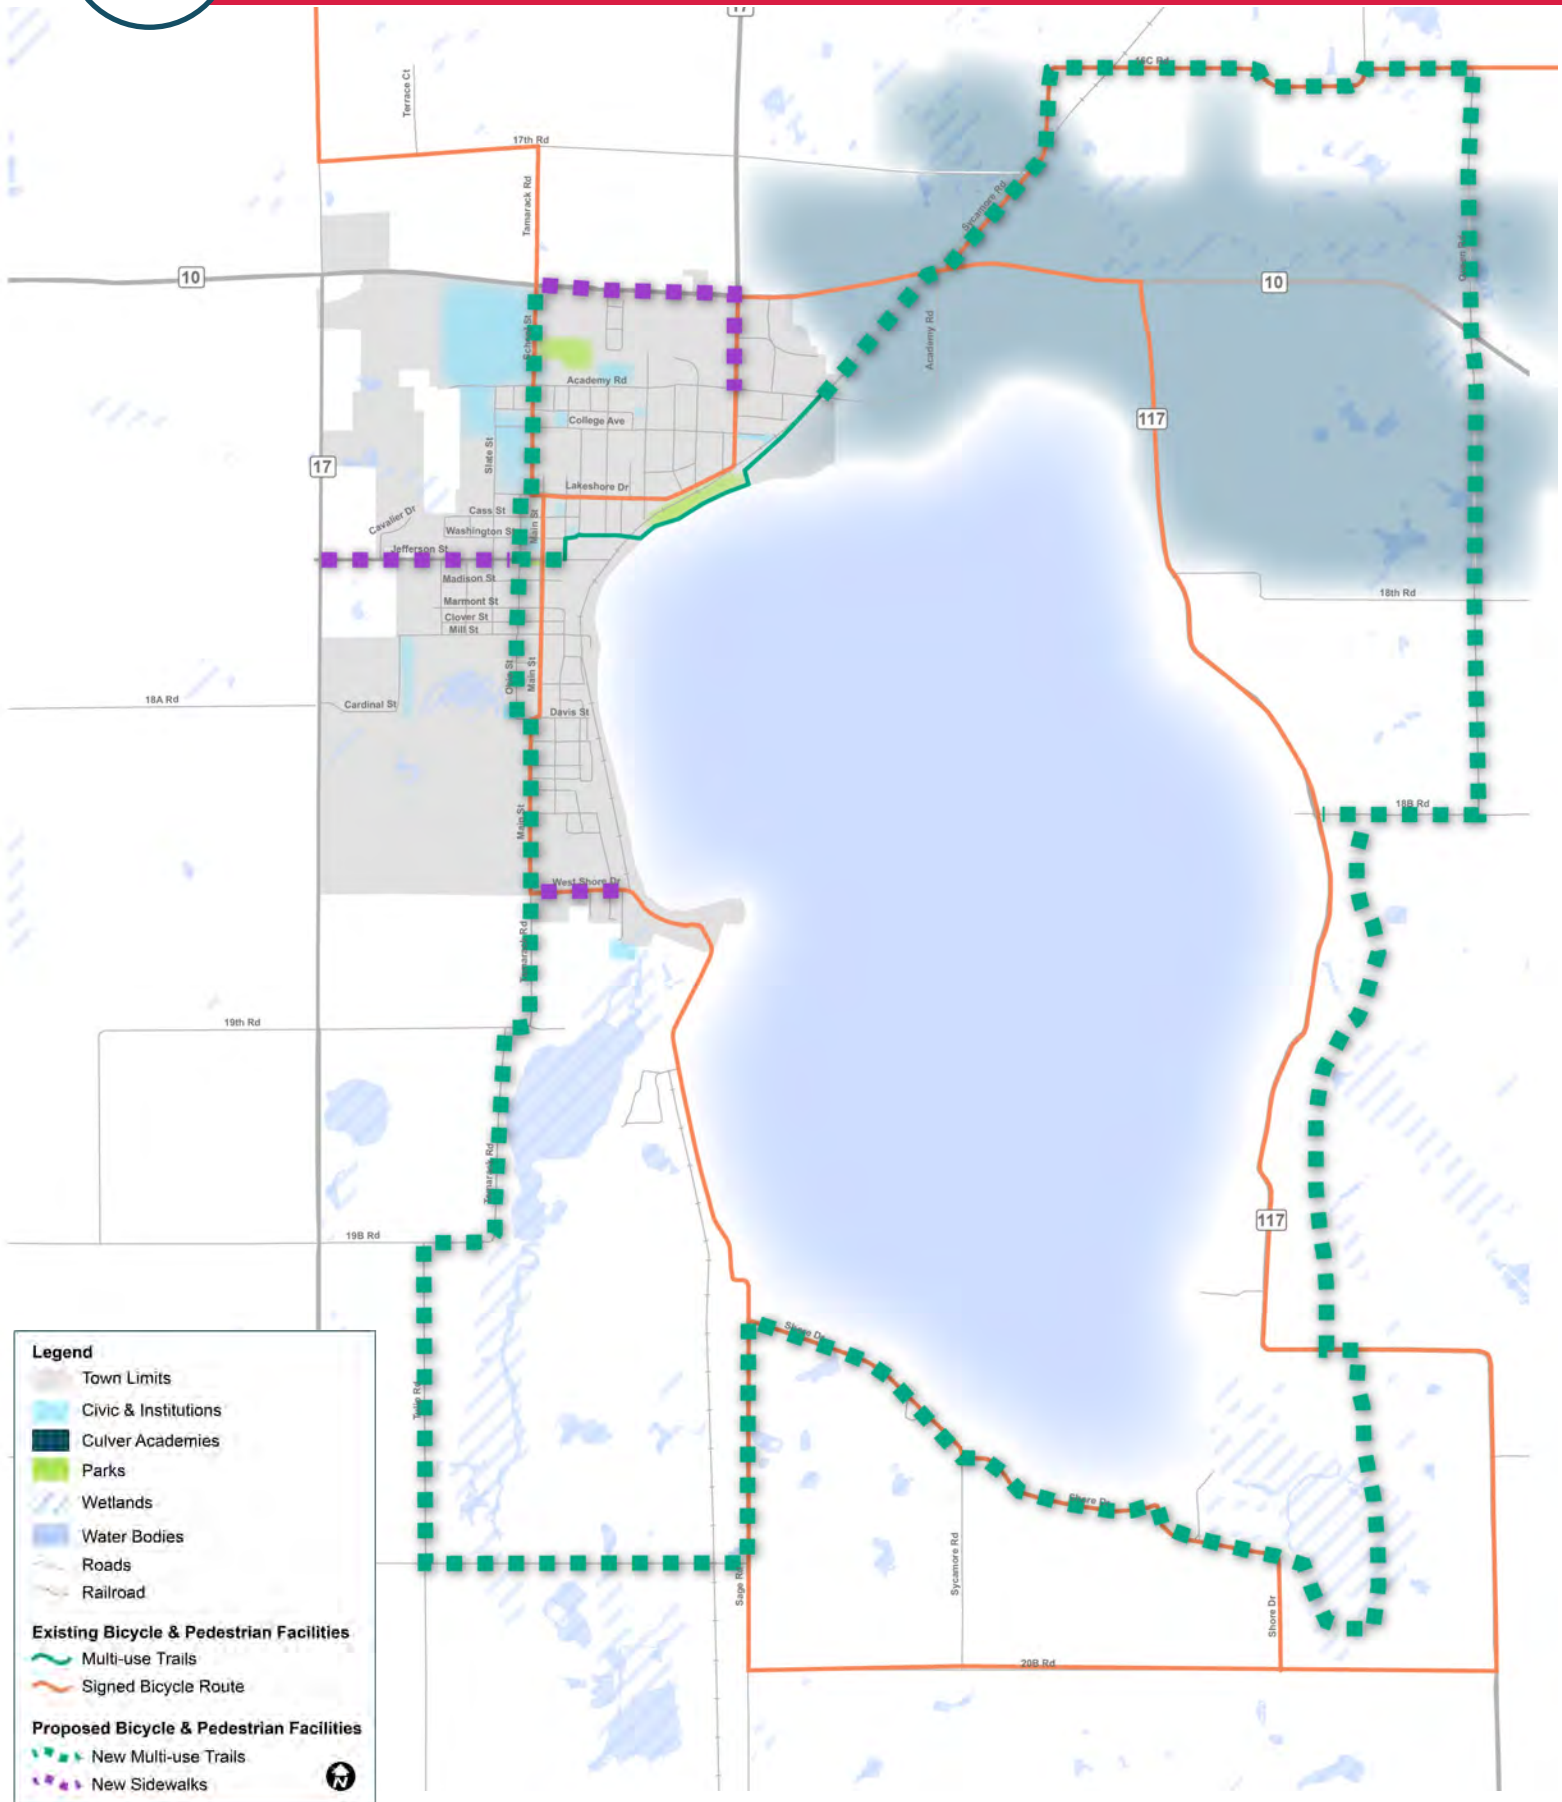 17
16C Rd
Terrace Ct
17th Rd
Tamarack Rd
Sycamore Rd
10
10
Queen Rd
School St
Academy Rd
Academy Rd
College Ave
117
Slate St
17
Lakeshore Dr
Cass St
Main St
Cavalier Dr
Washington St
Jefferson St
Madison St
18th Rd
Marmont St
Clover St
Mill St
Ohio St
Main St
18A Rd
Cardinal St
Davis St
18B Rd
Main St
West Shore Dr
Tamarack Rd
19th Rd
Tamarack Rd
117
19B Rd
Shore Dr
Tulip Rd
Shore Dr
Sycamore Rd
Sage Rd
Shore Dr
20B Rd
Legend
Town Limits
Civic & Institutions
Culver Academies
Parks
Wetlands
Water Bodies
Roads
Railroad
Existing Bicycle & Pedestrian Facilities
Multi-use Trails
Signed Bicycle Route
Proposed Bicycle & Pedestrian Facilities
New Multi-use Trails
New Sidewalks
N